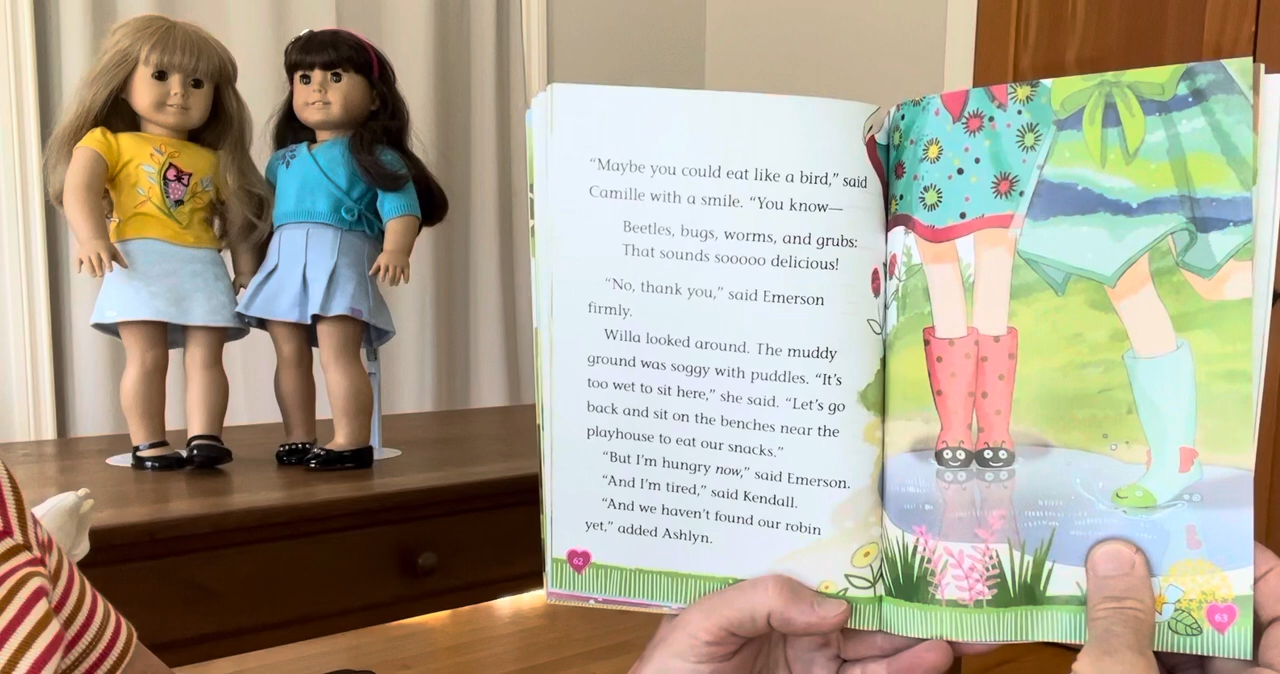 “Maybe you could eat like a bird,” said
Camille with a smile. “You know—
Beetles, bugs, worms, and grubs:
That sounds sooooo delicious!
“No, thank you,” said Emerson
firmly.
Willa looked around. The muddy
ground was soggy with puddles. “It’s
too wet to sit here,” she said. “Let’s go
back and sit on the benches near the
playhouse to eat our snacks.”
“But I’m hungry now,” said Emerson.
“And I’m tired,” said Kendall.
“And we haven’t found our robin
yet,” added Ashlyn.
62
63